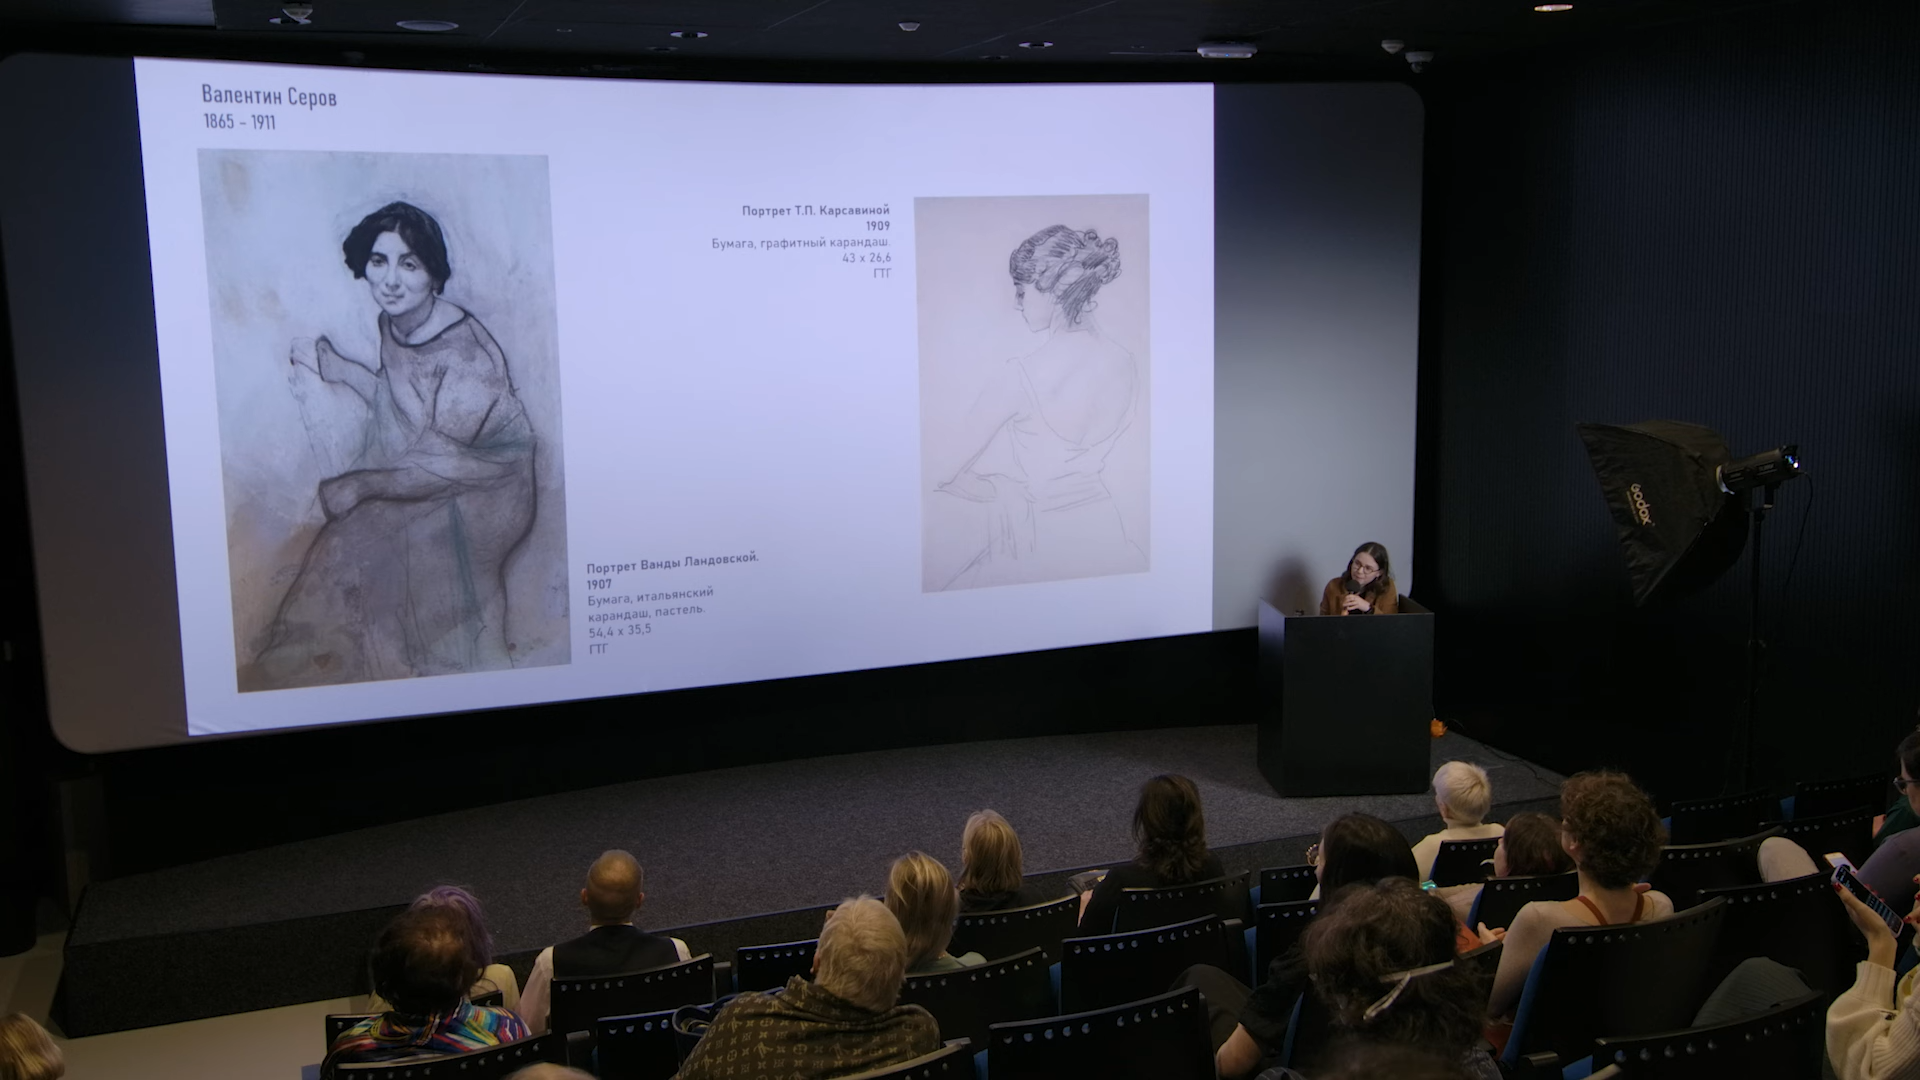 Валентин Серов
1865 – 1911
Портрет Т.П. Карсавиной
1909
Бумага, графитный карандаш.
43 x 26,6
ГТГ
Портрет Ванды Ландовской.
1907
Бумага, итальянский
карандаш, пастель.
54,4 x 35,5
ГТГ
Godox